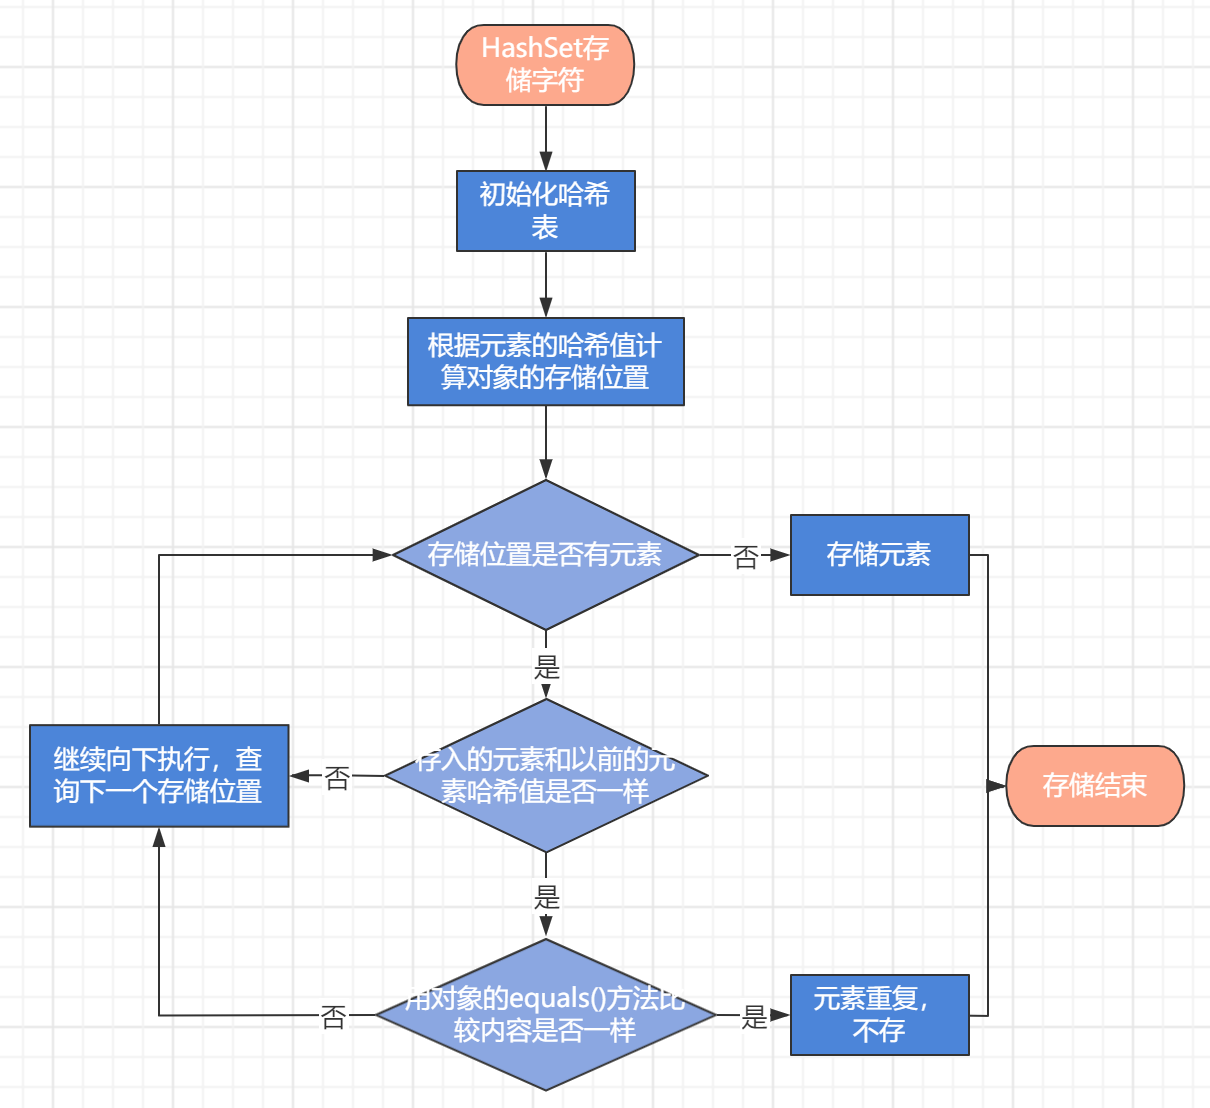 HashSet存
储字符
初始化哈希
表
根据元素的哈希值计
算对象的存储位置
存储位置是否有元素
否
存储元素
是
继续向下执行，查
询下一个存储位置
否
存入的元素和以前的元
素哈希值是否一样
存储结束
是
否
用对象的equals()方法比
较内容是否一样
是
元素重复，
不存